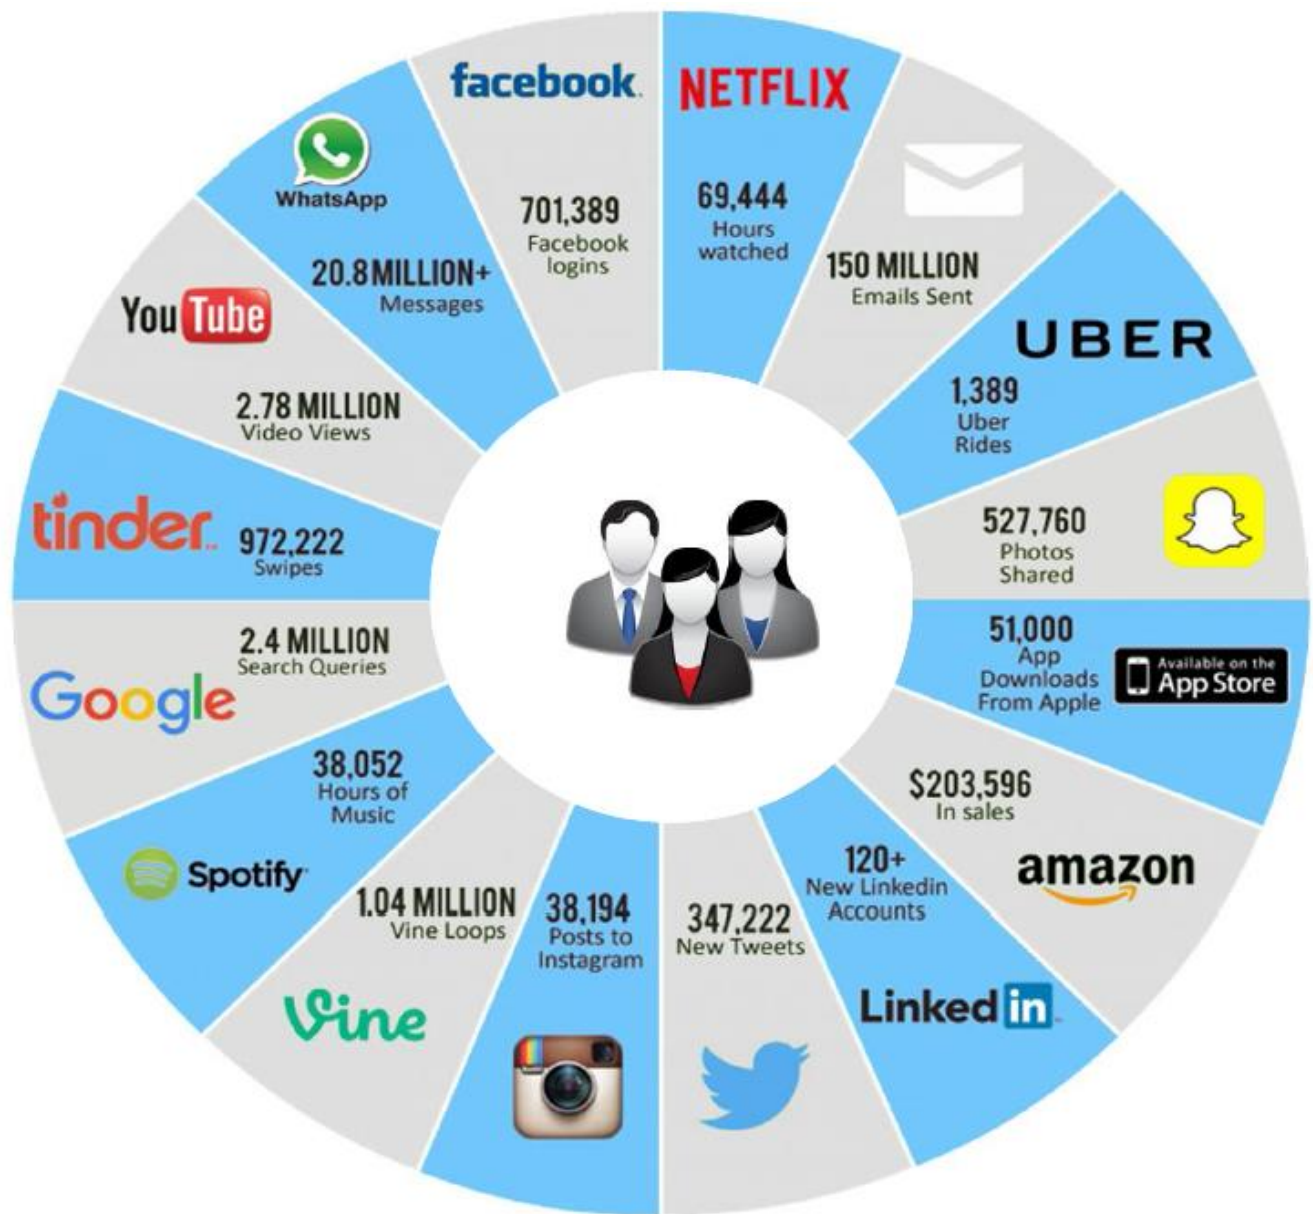 facebook
701,389
Facebook
logins
NETFLIX
69,444
Hours
watched
150 MILLION
Emails Sent
UBER
1,389
Uber
Rides
527,760
Photos
Shared
51,000
App
Downloads
From Apple
Available on the
App Store
$203,596
In sales
amazon
120+
New Linkedin
Accounts
Linked in
347,222
New Tweets
38,194
Posts to
Instagram
1.04 MILLION
Vine Loops
Vine
38,052
Hours of
Music
Spotify
2.4 MILLION
Search Queries
Google
tinder
972,222
Swipes
You Tube
2.78 MILLION
Video Views
WhatsApp
20.8 MILLION+
Messages